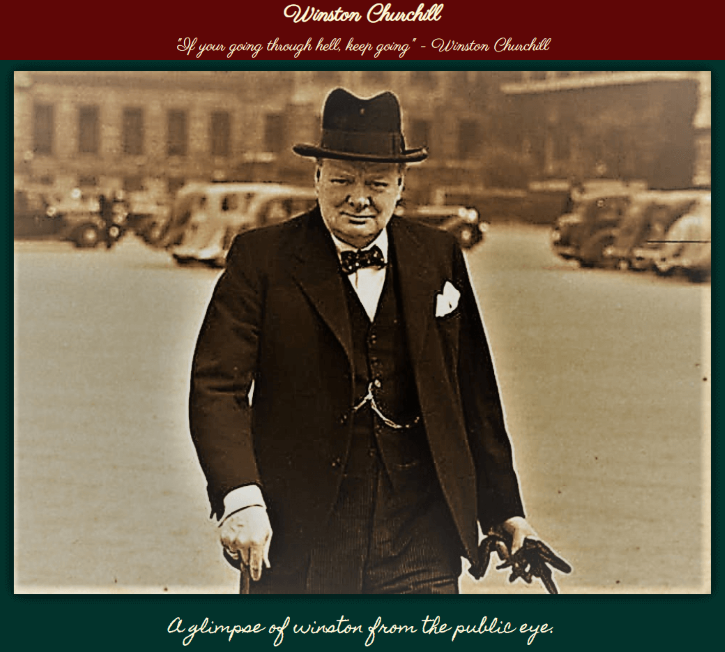 Winston Churchill
"If your going through hell, keep going" - Winston Churchill
A glimpse of winston from the public eye.